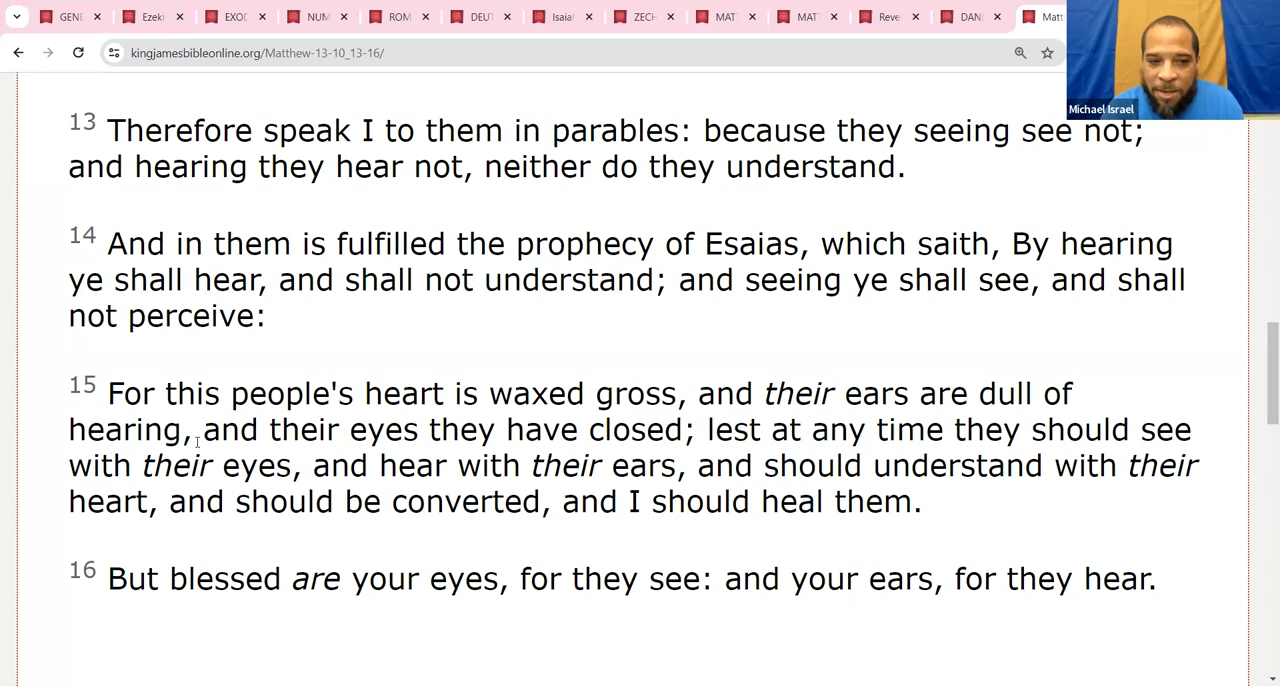 GENE Ezeki EXOD NUM ROM DEUT Isaial ZECH MATT MATT Reve DAN Matt
kingjamesbibleonline.org/Matthew-13-10_13-16/
Michael Israel
13 Therefore speak I to them in parables: because they seeing see not;
and hearing they hear not, neither do they understand.
14 And in them is fulfilled the prophecy of Esaias, which saith, By hearing
ye shall hear, and shall not understand; and seeing ye shall see, and shall
not perceive:
15 For this people's heart is waxed gross, and their ears are dull of
hearing, and their eyes they have closed; lest at any time they should see
with their eyes, and hear with their ears, and should understand with their
heart, and should be converted, and I should heal them.
16 But blessed are your eyes, for they see: and your ears, for they hear.